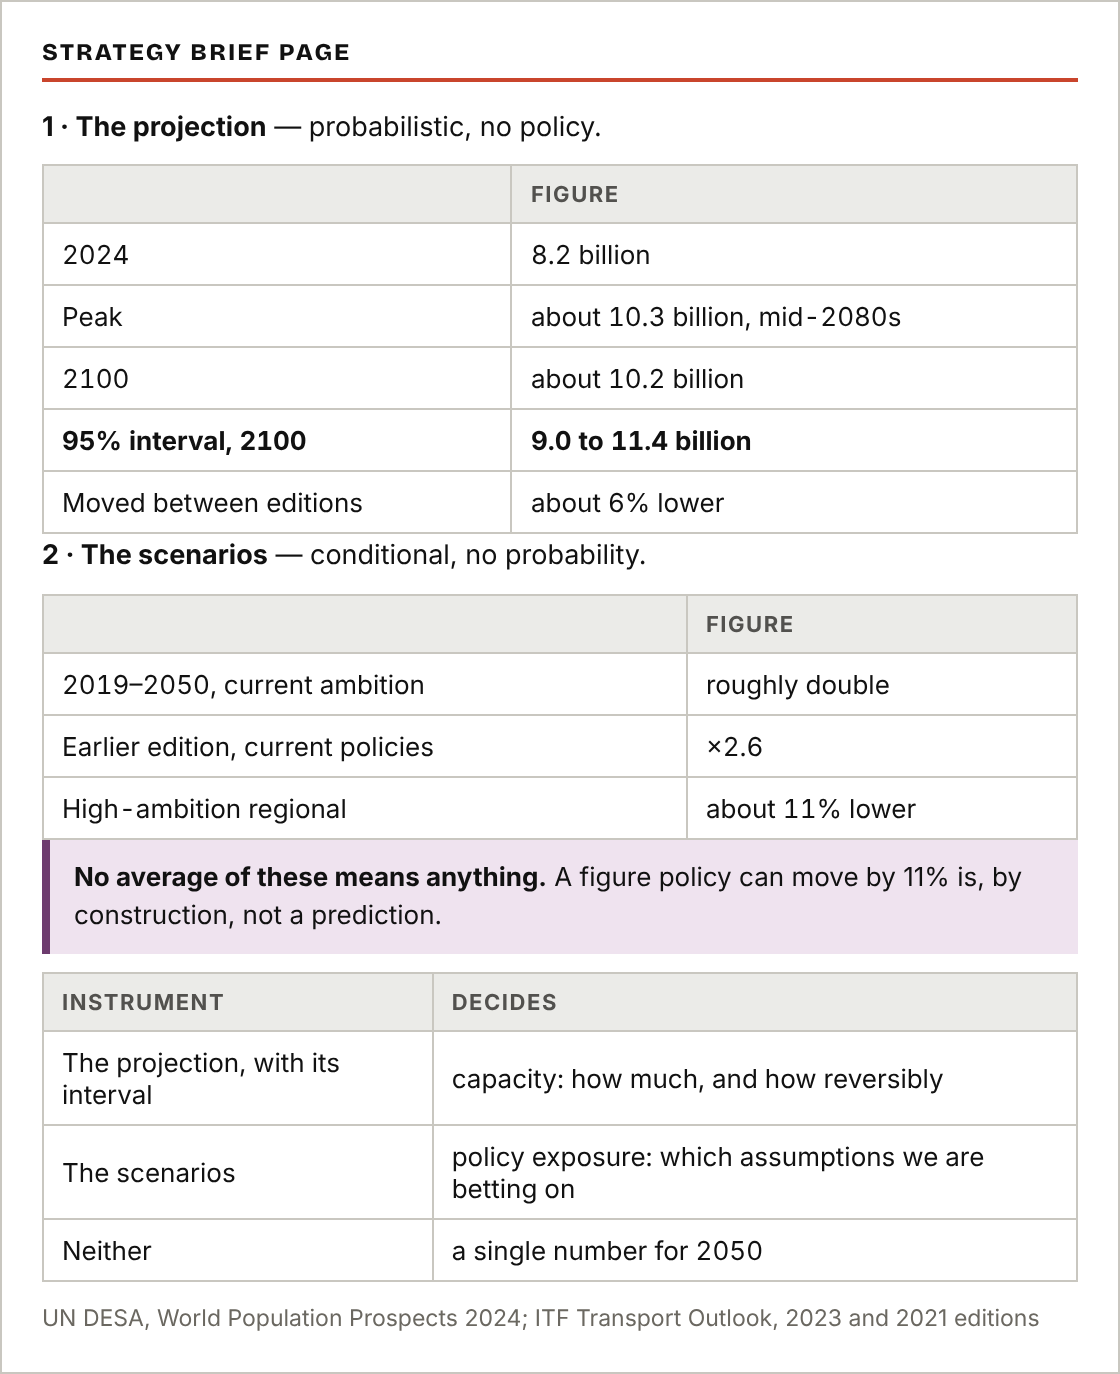 STRATEGY BRIEF PAGE
1 · The projection — probabilistic, no policy.
FIGURE
2024 8.2 billion
Peak about 10.3 billion, mid-2080s
2100 about 10.2 billion
95% interval, 2100 9.0 to 11.4 billion
Moved between editions about 6% lower
2 · The scenarios — conditional, no probability.
FIGURE
2019–2050, current ambition roughly double
Earlier edition, current policies ×2.6
High-ambition regional about 11% lower
No average of these means anything. A figure policy can move by 11% is, by
construction, not a prediction.
INSTRUMENT DECIDES
The projection, with its
interval
capacity: how much, and how reversibly
The scenarios
policy exposure: which assumptions we are
betting on
Neither a single number for 2050
UN DESA, World Population Prospects 2024; ITF Transport Outlook, 2023 and 2021 editions